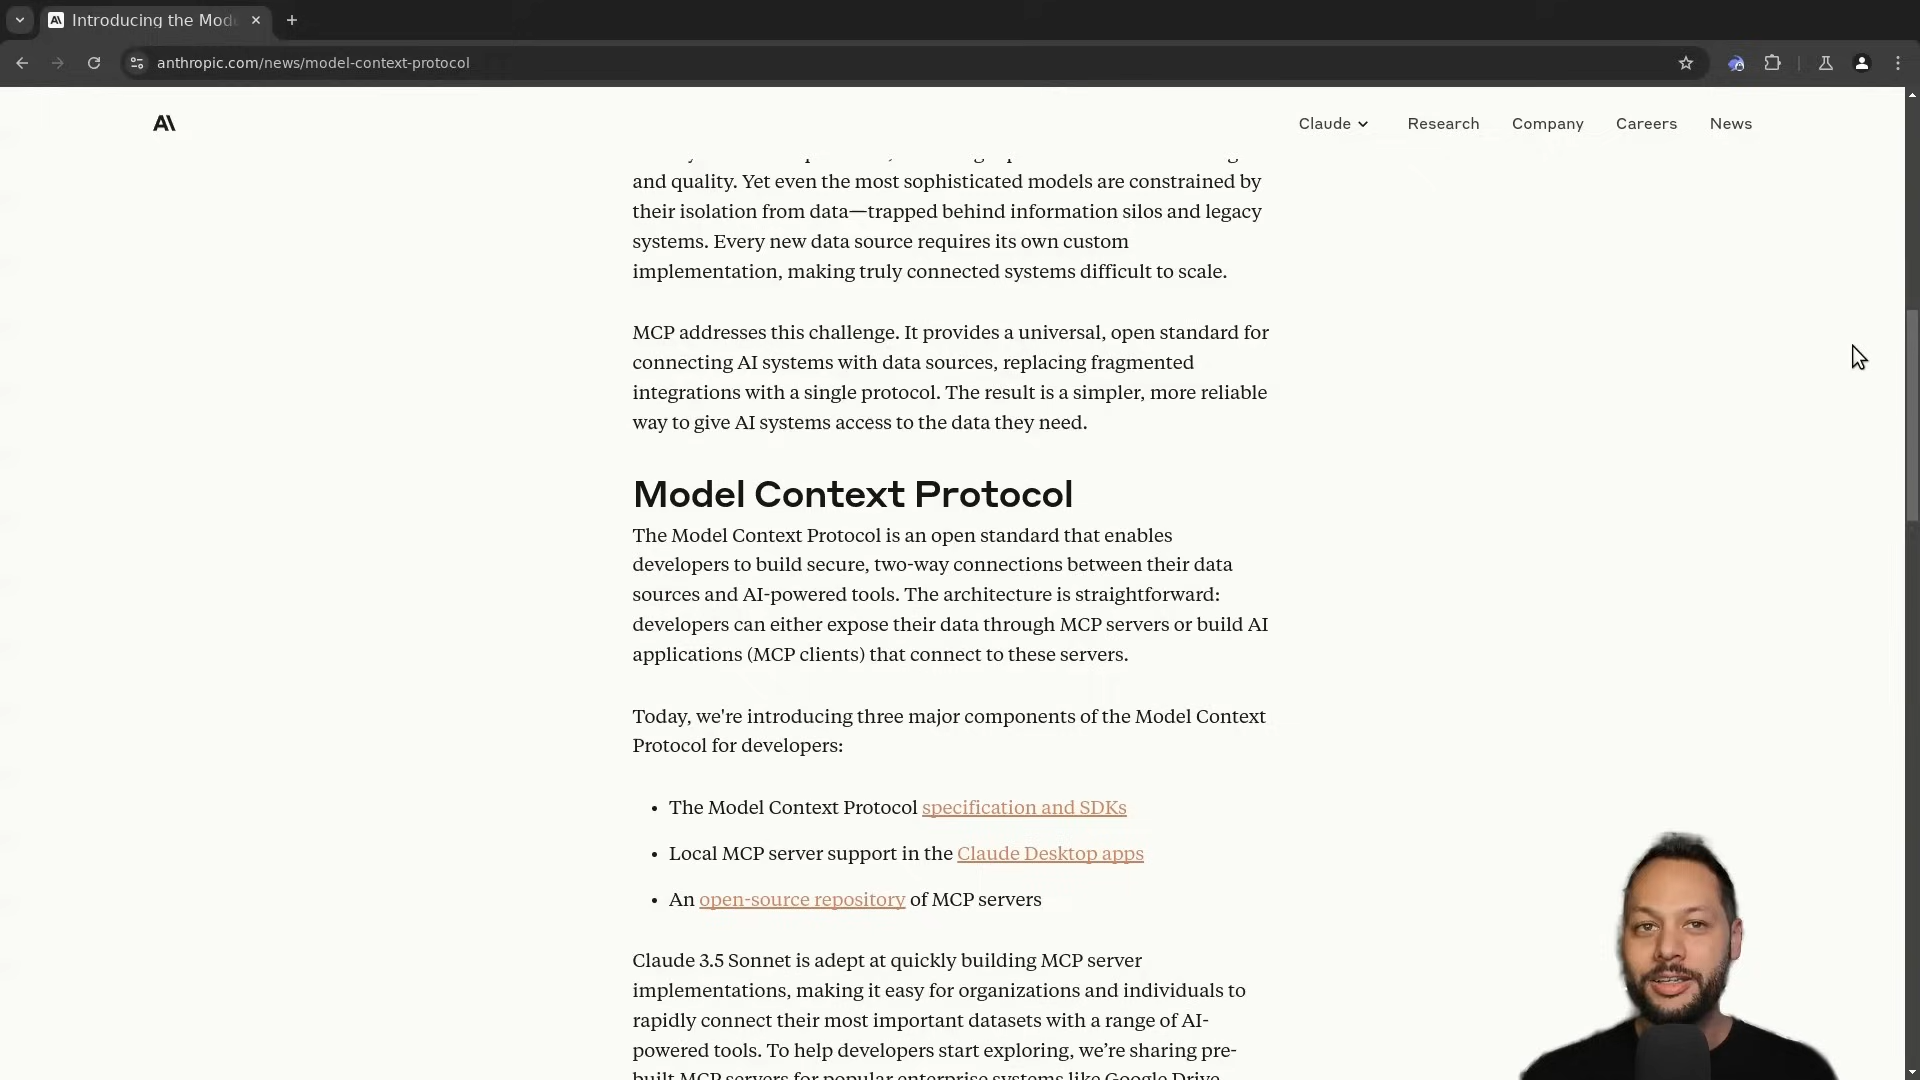 Introducing the Mod
anthropic.com/news/model-context-protocol
Claude
Research
Company
Careers
News
and quality. Yet even the most sophisticated models are constrained by
their isolation from data—trapped behind information silos and legacy
systems. Every new data source requires its own custom
implementation, making truly connected systems difficult to scale.
MCP addresses this challenge. It provides a universal, open standard for
connecting AI systems with data sources, replacing fragmented
integrations with a single protocol. The result is a simpler, more reliable
way to give AI systems access to the data they need.
Model Context Protocol
The Model Context Protocol is an open standard that enables
developers to build secure, two-way connections between their data
sources and AI-powered tools. The architecture is straightforward:
developers can either expose their data through MCP servers or build AI
applications (MCP clients) that connect to these servers.
Today, we're introducing three major components of the Model Context
Protocol for developers:
• The Model Context Protocol specification and SDKs
• Local MCP server support in the Claude Desktop apps
• An open-source repository of MCP servers
Claude 3.5 Sonnet is adept at quickly building MCP server
implementations, making it easy for organizations and individuals to
rapidly connect their most important datasets with a range of AI-
powered tools. To help developers start exploring, we’re sharing pre-
built MCP servers for popular enterprise systems like Google Drive